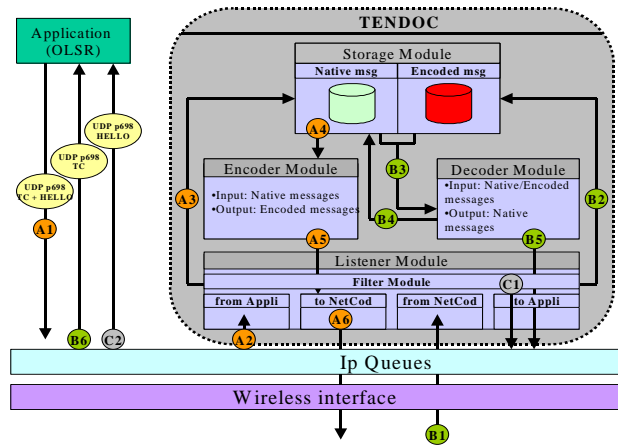 TENDOC
Application
(OLSR)
Storage Module
Native msg
Encoded msg
UDP p698
HELLO
UDP p698
TC
UDP p698
TC + HELLO
A1
A4
A3
B3
B4
B2
Encoder Module
•Input: Native messages
•Output: Encoded messages
Decoder Module
•Input: Native/Encoded
messages
•Output: Native
messages
A5
B5
Listener Module
Filter Module
C1
from Appli
to NetCod
from NetCod
to Appli
A2
A6
B6
C2
Ip Queues
Wireless interface
B1